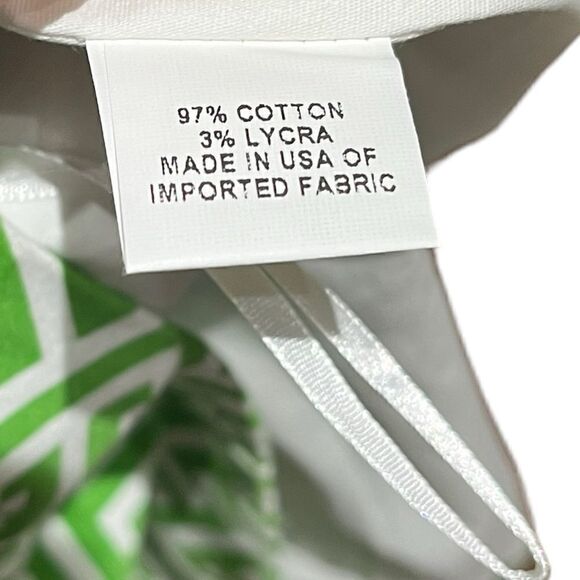 97% COTTON
3% LYCRA
MADE IN USA OF
IMPORTED FABRIC